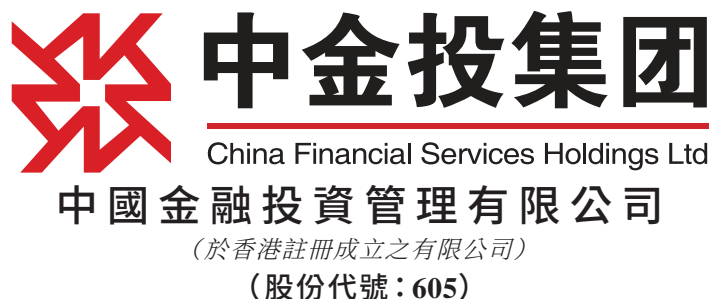 中金投集团
China Financial Services Holdings Ltd
中國金融投資管理有限公司
（於香港註冊成立之有限公司）
（股份代號：605）